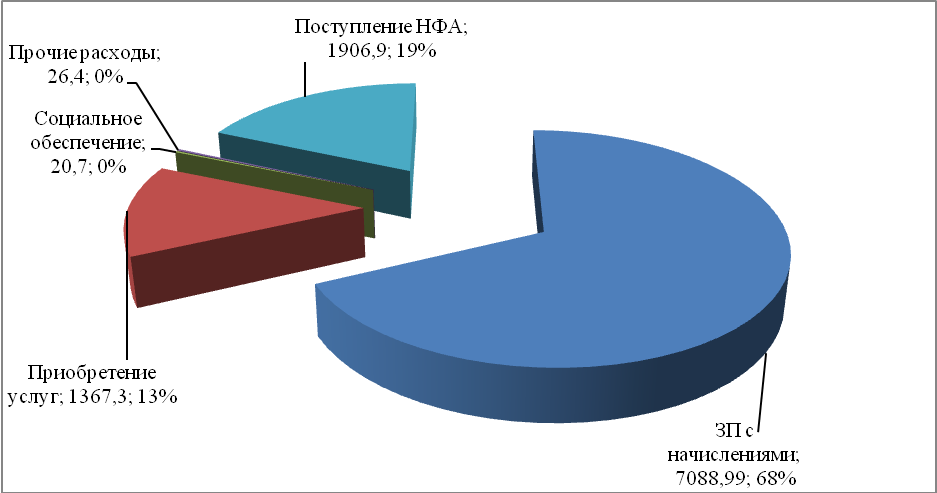 Поступление НФА;
1906,9; 19%
Прочие расходы;
26,4; 0%
Социальное
обеспечение;
20,7; 0%
Приобретение
услуг; 1367,3; 13%
ЗП с
начислениями;
7088,99; 68%